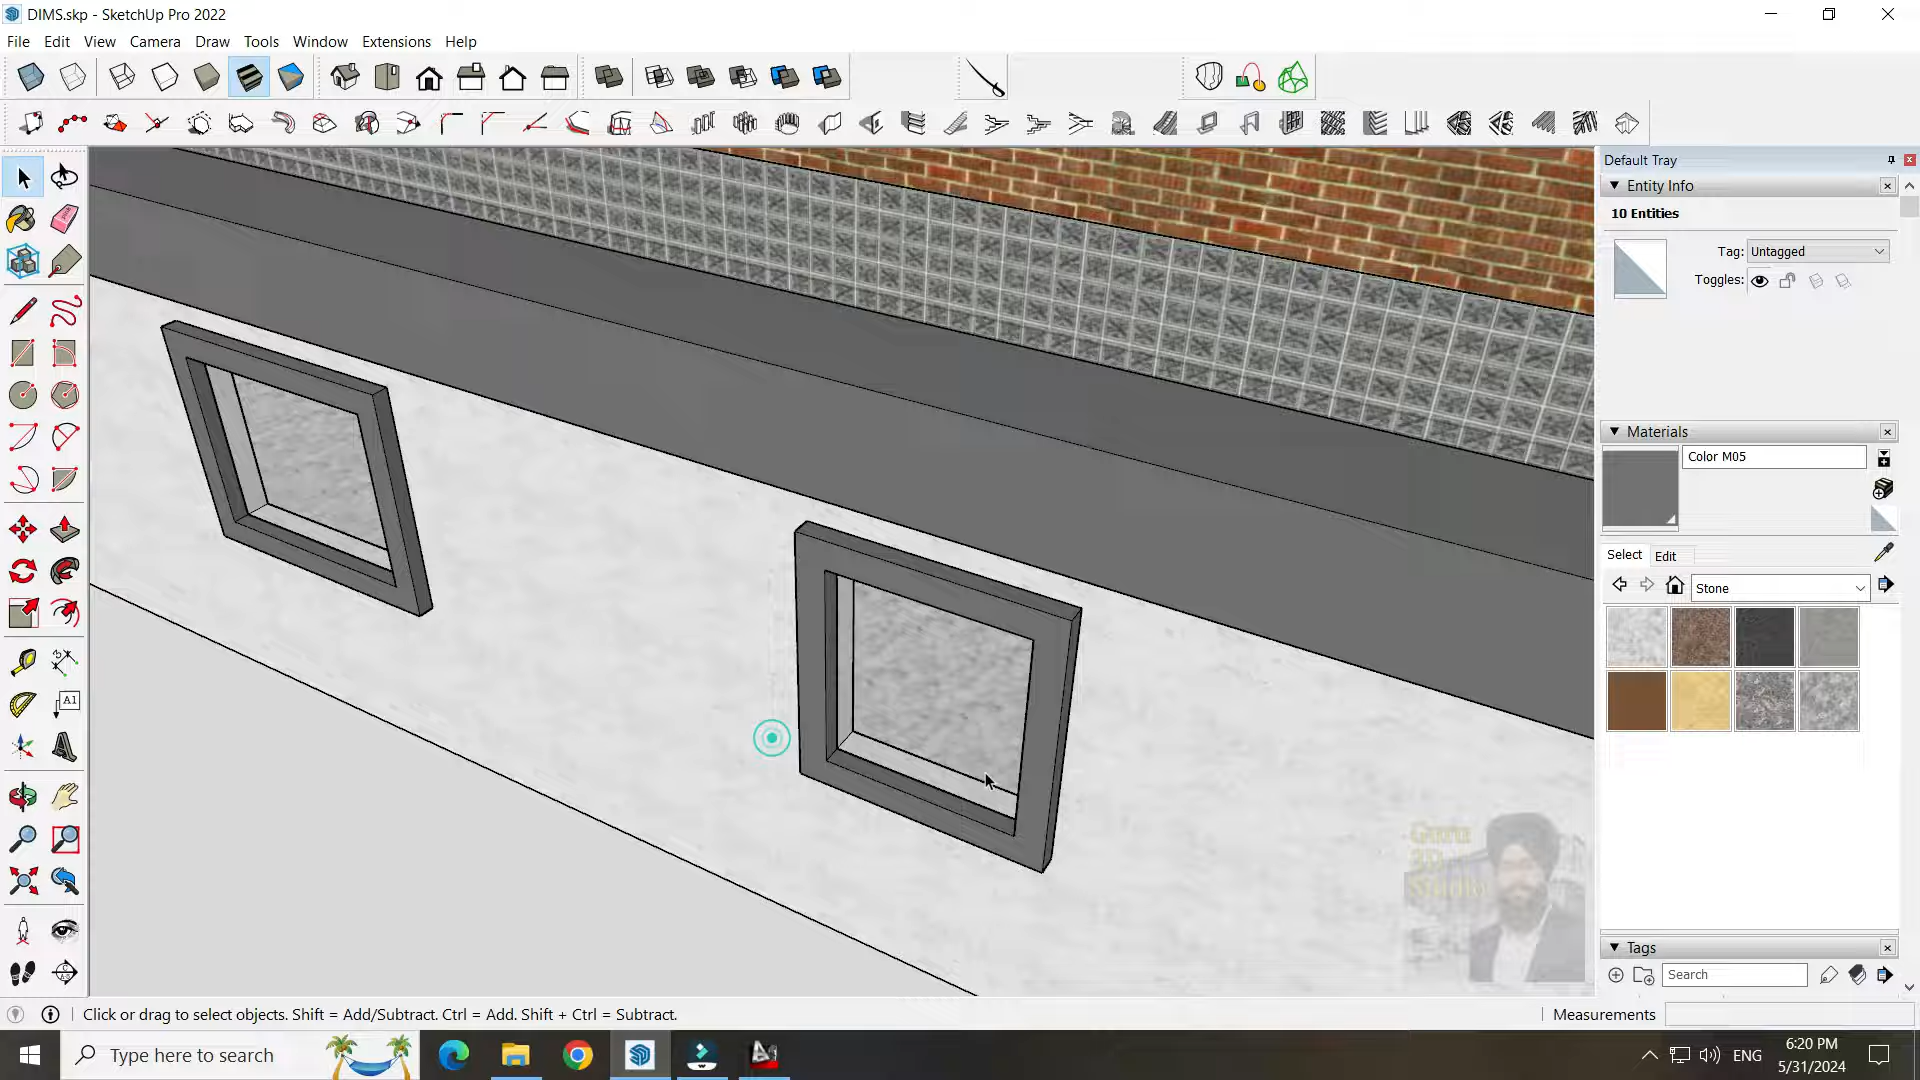 DIMS.skp - SketchUp Pro 2022
File Edit View Camera Draw Tools Window Extensions Help
Default Tray
Entity Info
10 Entities
Tag: Untagged
Toggles:
Materials
Color M05
Select Edit
Stone
A1
Tags
Search
Click or drag to select objects. Shift = Add/Subtract. Ctrl = Add. Shift + Ctrl = Subtract.
Measurements
Type here to search
ENG
6:20 PM
5/31/2024